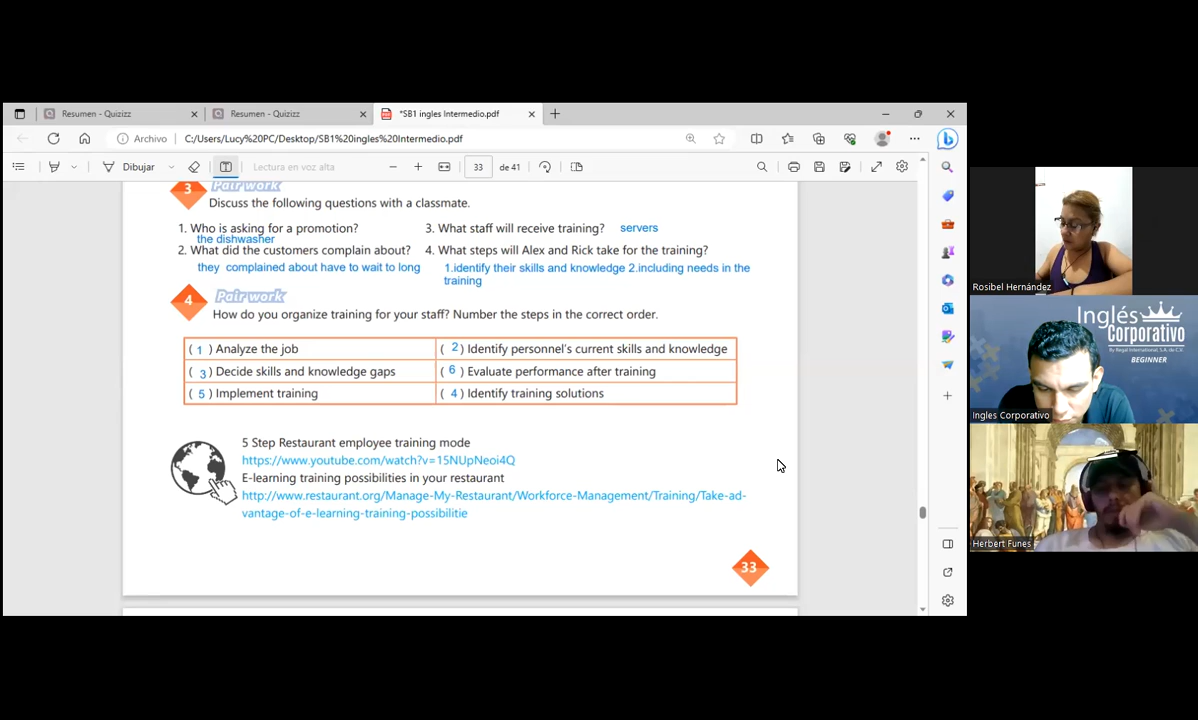 Resumen - Quizizz
Resumen - Quizizz
*SB1 ingles Intermedio.pdf
Archivo
C:/Users/Lucy%20PC/Desktop/SB1%20ingles%20Intermedio.pdf
Dibujar
Lectura en voz alta
33
de 41
3
Pair work
Discuss the following questions with a classmate.
1. Who is asking for a promotion?
the dishwasher
2. What did the customers complain about?
they complained about have to wait to long
3. What staff will receive training?
servers
4. What steps will Alex and Rick take for the training?
1.identify their skills and knowledge 2.including needs in the
training
4
Pair work
How do you organize training for your staff? Number the steps in the correct order.
( 1 ) Analyze the job
( 2 ) Identify personnel's current skills and knowledge
( 3 ) Decide skills and knowledge gaps
( 6 ) Evaluate performance after training
( 5 ) Implement training
( 4 ) Identify training solutions
5 Step Restaurant employee training mode
https://www.youtube.com/watch?v=15NUpNeoi4Q
E-learning training possibilities in your restaurant
http://www.restaurant.org/Manage-My-Restaurant/Workforce-Management/Training/Take-ad-
vantage-of-e-learning-training-possibilitie
33
Rosibel Hernández
Inglés
Corporativo
By Regal International, S.A. de C.V.
BEGINNER
Ingles Corporativo
Herbert Funes